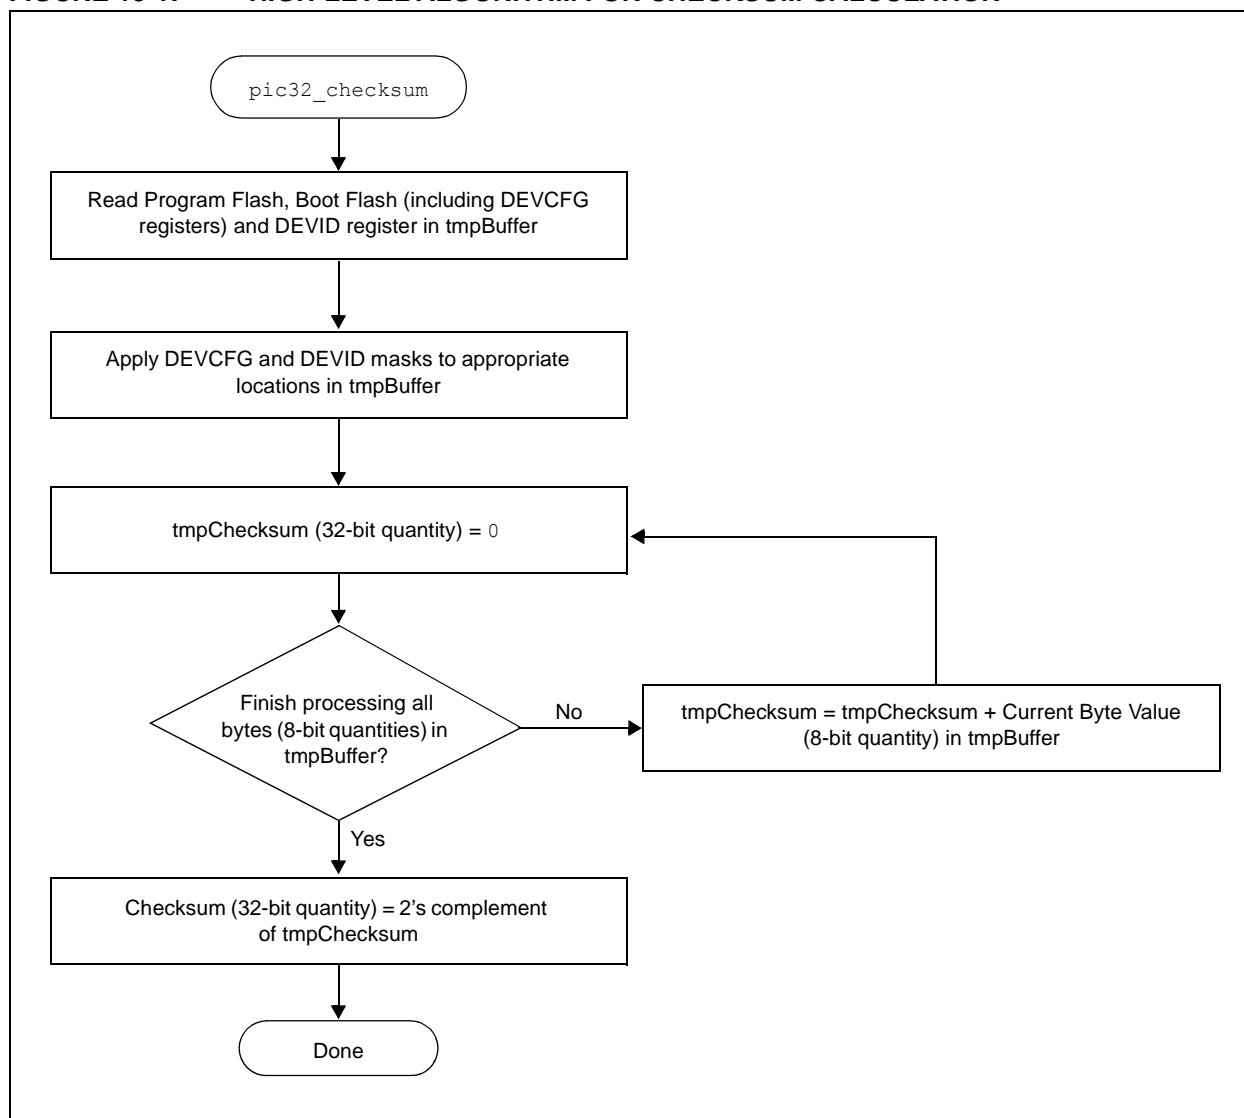 pic32_checksum
Read Program Flash, Boot Flash (including DEVCFG
registers) and DEVID register in tmpBuffer
Apply DEVCFG and DEVID masks to appropriate
locations in tmpBuffer
tmpChecksum (32-bit quantity) = 0
Finish processing all
bytes (8-bit quantities) in
tmpBuffer?
No
tmpChecksum = tmpChecksum + Current Byte Value
(8-bit quantity) in tmpBuffer
Yes
Checksum (32-bit quantity) = 2's complement
of tmpChecksum
Done